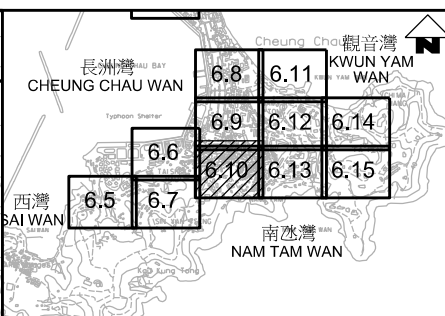 觀音灣
KWUN YAM
WAN
N
長洲灣
CHEUNG CHAU WAN
Typhoon Shelter
6.8
6.11
6.9
6.12
6.14
6.6
6.10
6.13
6.15
6.5
6.7
西灣
SAI WAN
南氹灣
NAM TAM WAN